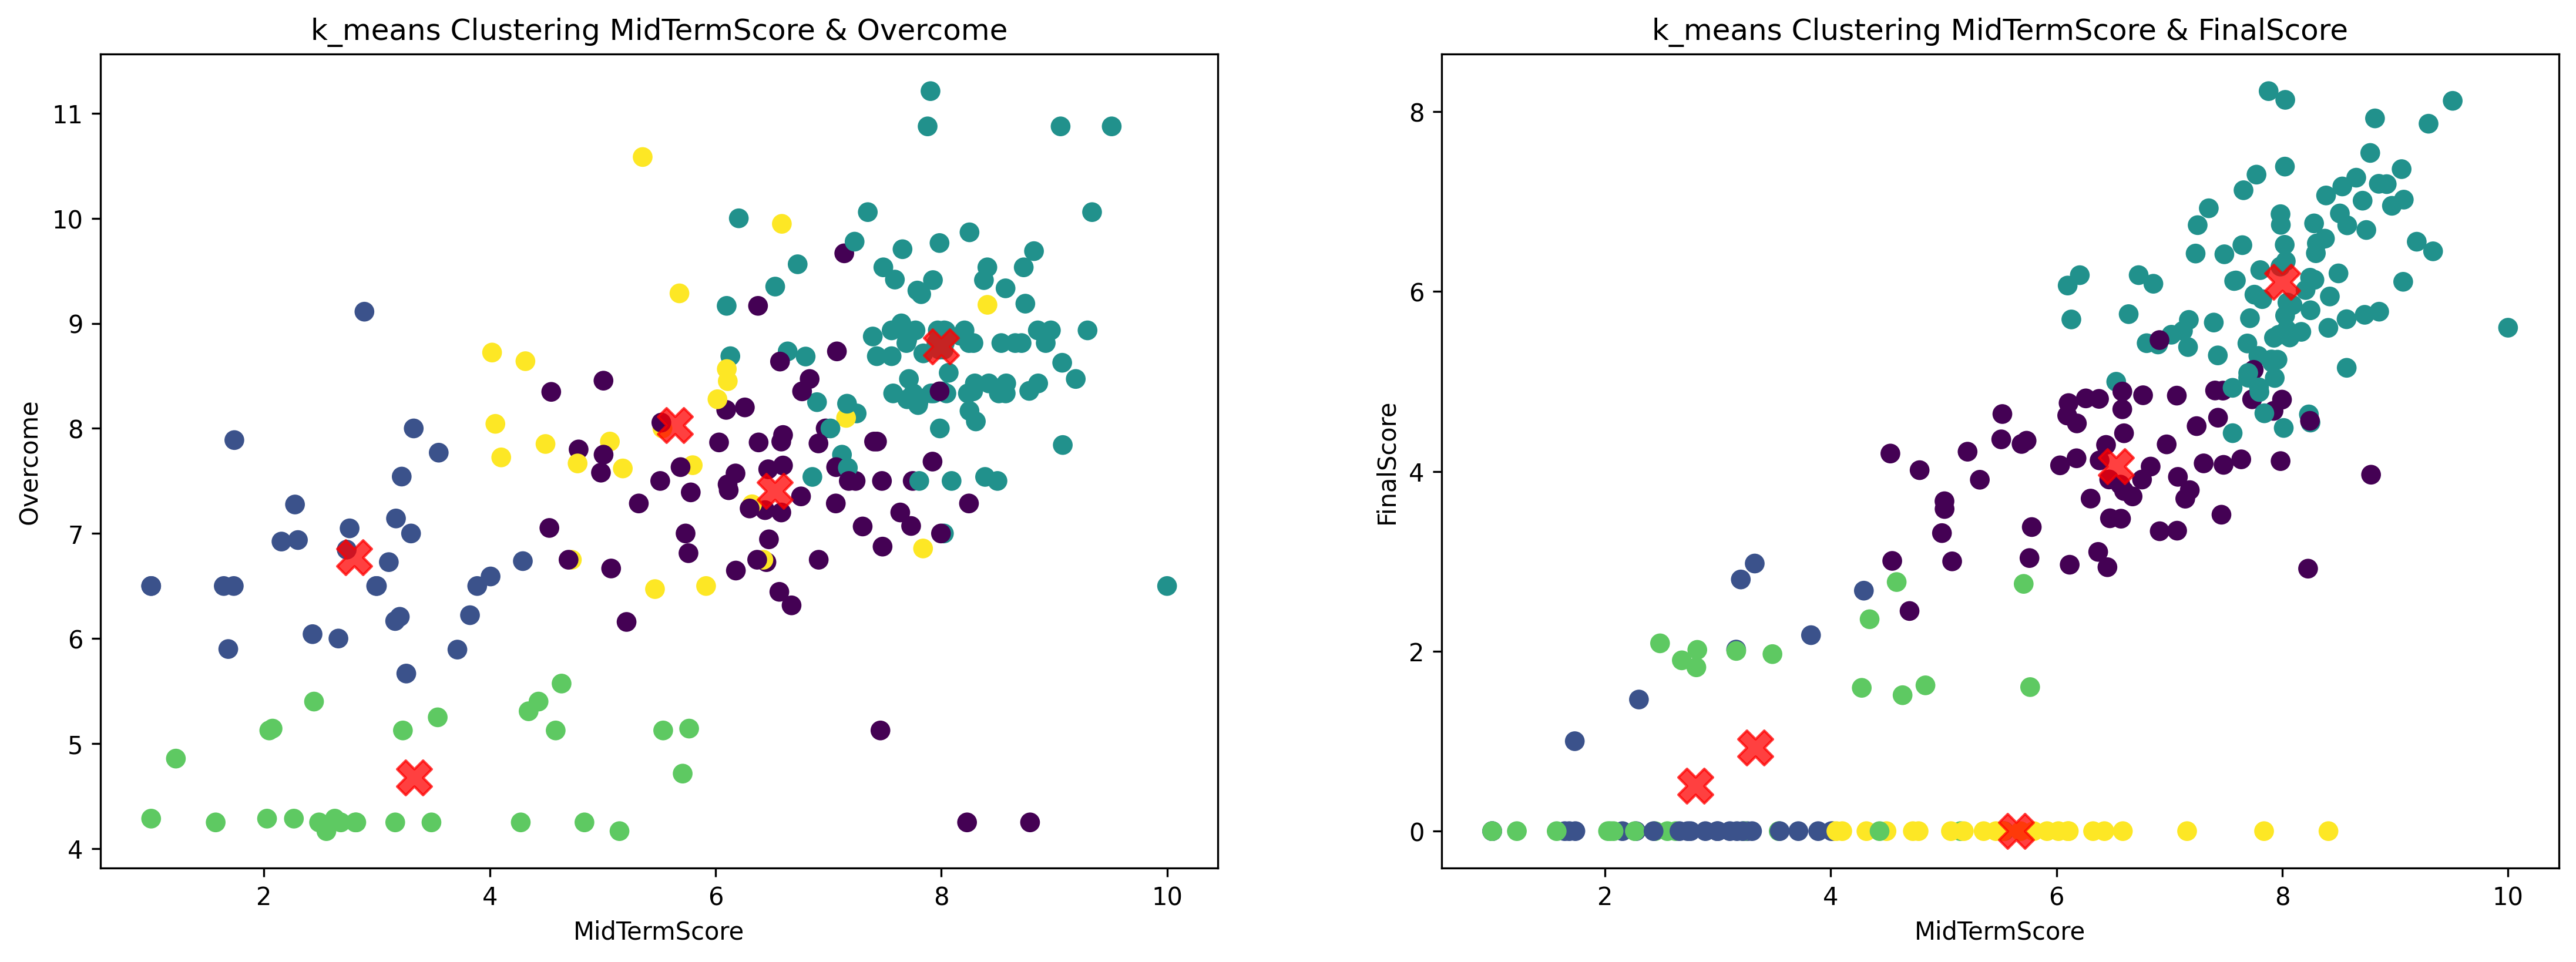 k_means Clustering MidTermScore & Overcome
11
10
9
8
7
6
5
4
Overcome
2 4 6 8 10
MidTermScore
k_means Clustering MidTermScore & FinalScore
8
6
4
2
0
FinalScore
2 4 6 8 10
MidTermScore